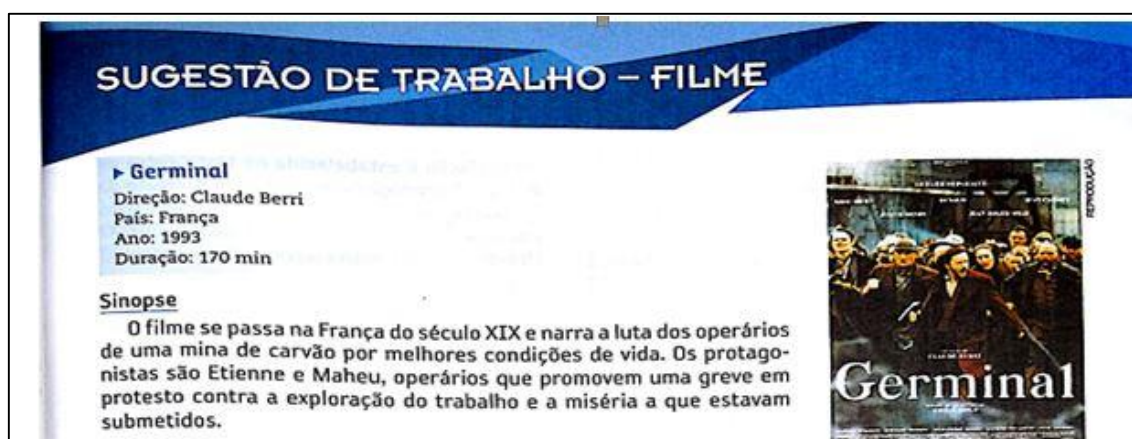 SUGESTÃO DE TRABALHO – FILME
▸ Germinal
Direção: Claude Berri
País: França
Ano: 1993
Duração: 170 min
Sinopse
O filme se passa na França do século XIX e narra a luta dos operários
de uma mina de carvão por melhores condições de vida. Os protago-
nistas são Etienne e Maheu, operários que promovem uma greve em
protesto contra a exploração do trabalho e a miséria a que estavam
submetidos.
REPRODUÇÃO
CLAUDE BERRI
Germinal